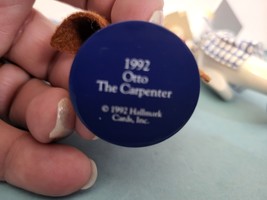 1992
Otto
The Carpenter
© 1992 Hallmark
Cards, Inc.